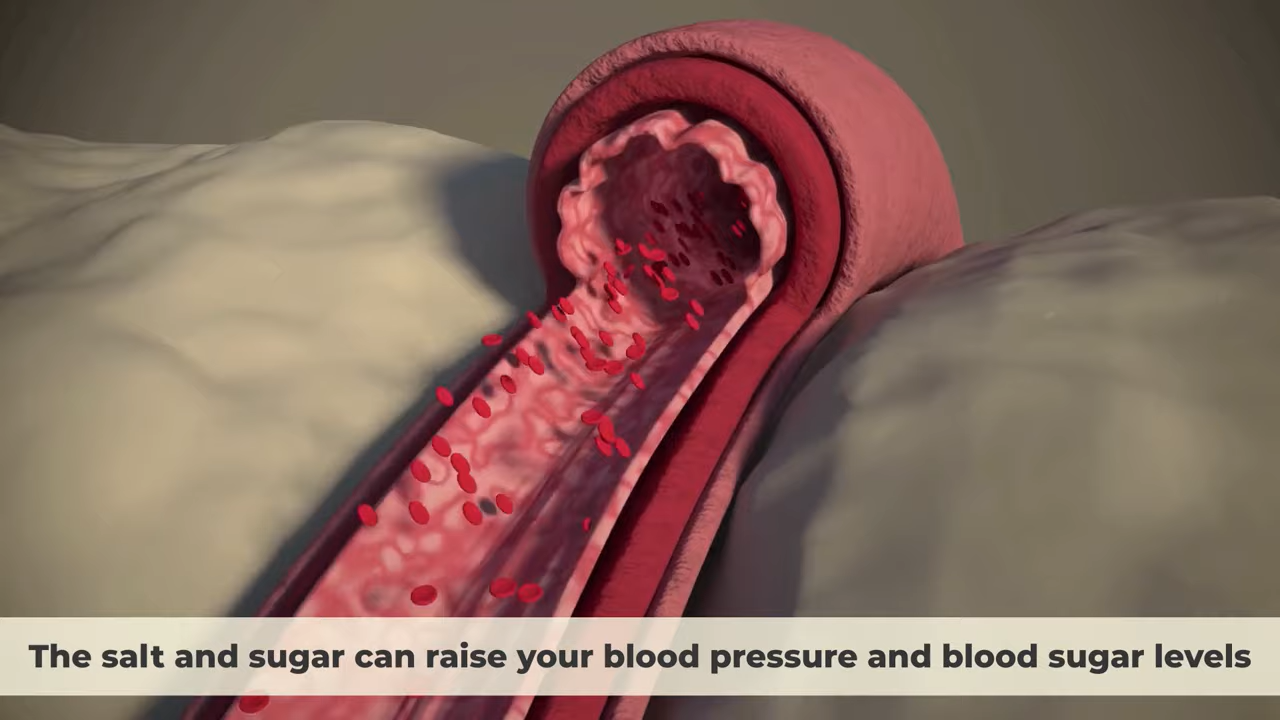 The salt and sugar can raise your blood pressure and blood sugar levels